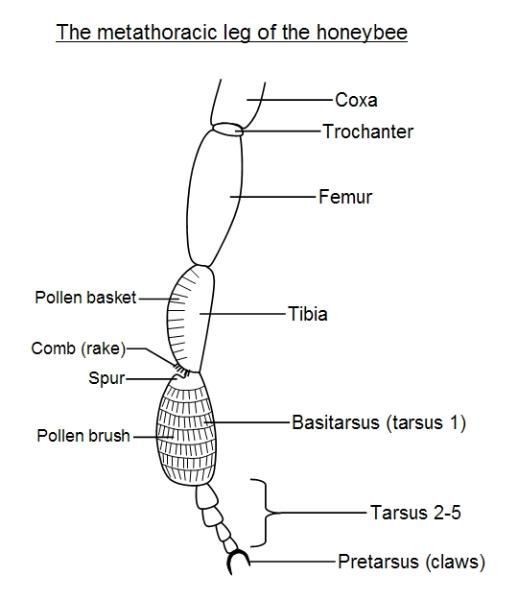 The metathoracic leg of the honeybee
Coxa
Trochanter
Femur
Pollen basket
Tibia
Comb (rake)
Spur
Basitarsus (tarsus 1)
Pollen brush
Tarsus 2-5
Pretarsus (claws)